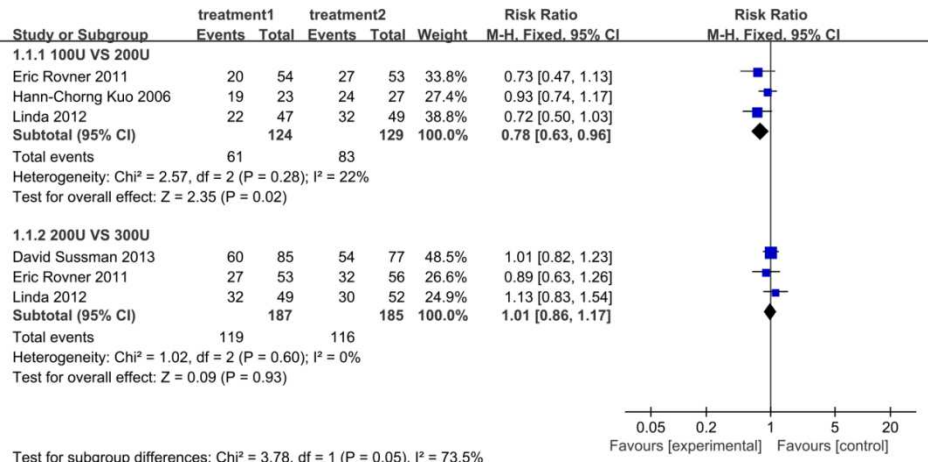 treatment1 treatment2 Risk Ratio Risk Ratio
Study or Subgroup Events Total Events Total Weight M-H, Fixed, 95% CI M-H, Fixed, 95% CI
1.1.1 100U VS 200U
Eric Rovner 2011 20 54 27 53 33.8% 0.73 [0.47, 1.13]
Hann-Chorng Kuo 2006 19 23 24 27 27.4% 0.93 [0.74, 1.17]
Linda 2012 22 47 32 49 38.8% 0.72 [0.50, 1.03]
Subtotal (95% CI) 124 129 100.0% 0.78 [0.63, 0.96]
Total events 61 83
Heterogeneity: Chi² = 2.57, df = 2 (P = 0.28); I² = 22%
Test for overall effect: Z = 2.35 (P = 0.02)
1.1.2 200U VS 300U
David Sussman 2013 60 85 54 77 48.5% 1.01 [0.82, 1.23]
Eric Rovner 2011 27 53 32 56 26.6% 0.89 [0.63, 1.26]
Linda 2012 32 49 30 52 24.9% 1.13 [0.83, 1.54]
Subtotal (95% CI) 187 185 100.0% 1.01 [0.86, 1.17]
Total events 119 116
Heterogeneity: Chi² = 1.02, df = 2 (P = 0.60); I² = 0%
Test for overall effect: Z = 0.09 (P = 0.93)
0.05 0.2 1 5 20
Favours [experimental] Favours [control]
Test for subgroup differences: Chi² = 3.78, df = 1 (P = 0.05), I² = 73.5%